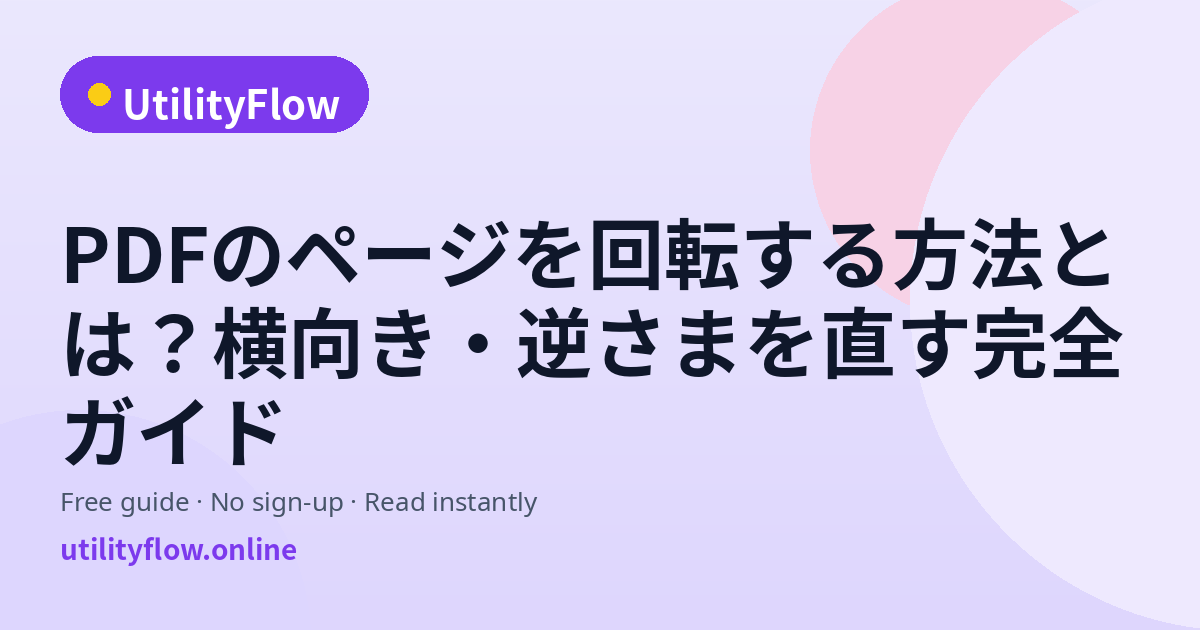 UtilityFlow
PDFのページを回転する方法と
は？横向き・逆さまを直す完全
ガイド
Free guide · No sign-up · Read instantly
utilityflow.online